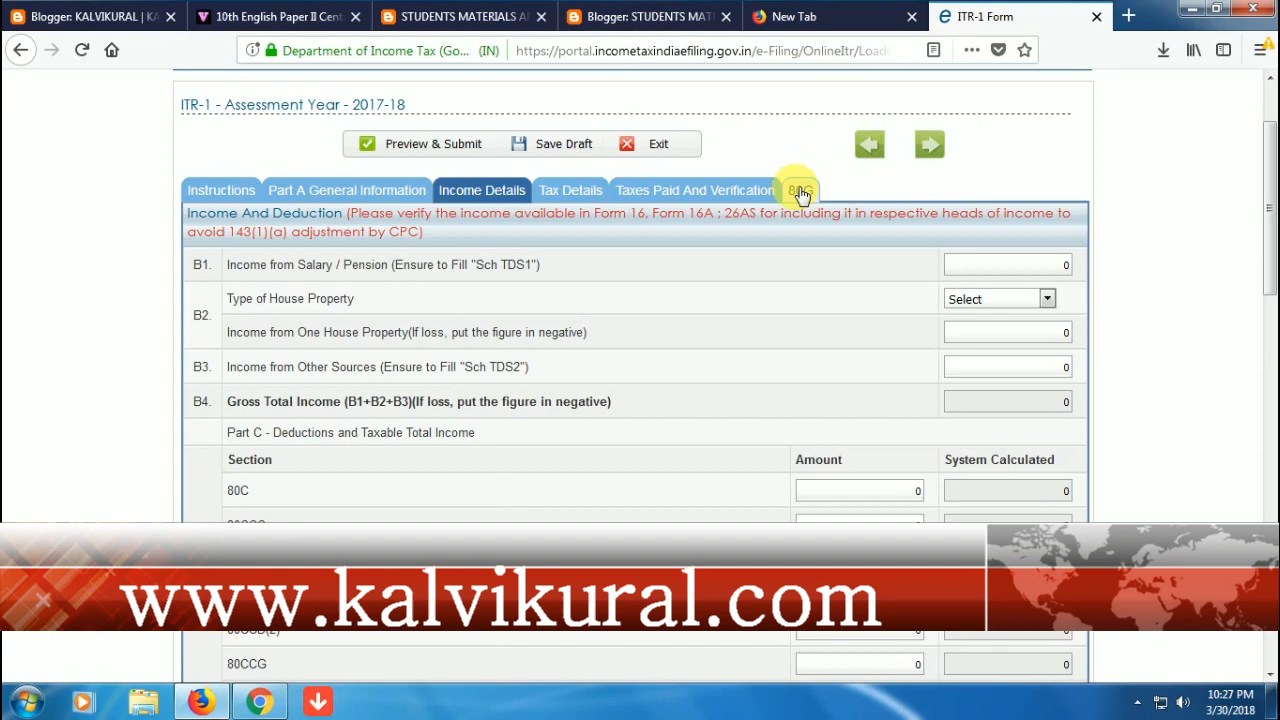 Blogger: KALVIKURAL | KA
10th English Paper II Cent
STUDENTS MATERIALS A
Blogger: STUDENTS MAT
New Tab
ITR-1 Form
Department of Income Tax (Go... (IN)
https://portal.incometaxindiaefiling.gov.in/e-Filing/OnlineItr/Load
ITR-1 - Assessment Year - 2017-18
Preview & Submit
Save Draft
Exit
Instructions
Part A General Information
Income Details
Tax Details
Taxes Paid And Verification
80G
Income And Deduction (Please verify the income available in Form 16, Form 16A ; 26AS for including it in respective heads of income to
avoid 143(1)(a) adjustment by CPC)
B1. Income from Salary / Pension (Ensure to Fill "Sch TDS1") 0
Type of House Property Select
B2.
Income from One House Property(If loss, put the figure in negative) 0
B3. Income from Other Sources (Ensure to Fill "Sch TDS2") 0
B4. Gross Total Income (B1+B2+B3)(If loss, put the figure in negative) 0
Part C - Deductions and Taxable Total Income
Section Amount System Calculated
80C 0 0
www.kalvikural.com
80CCD(2)
80CCG 0 0
10:27 PM
3/30/2018